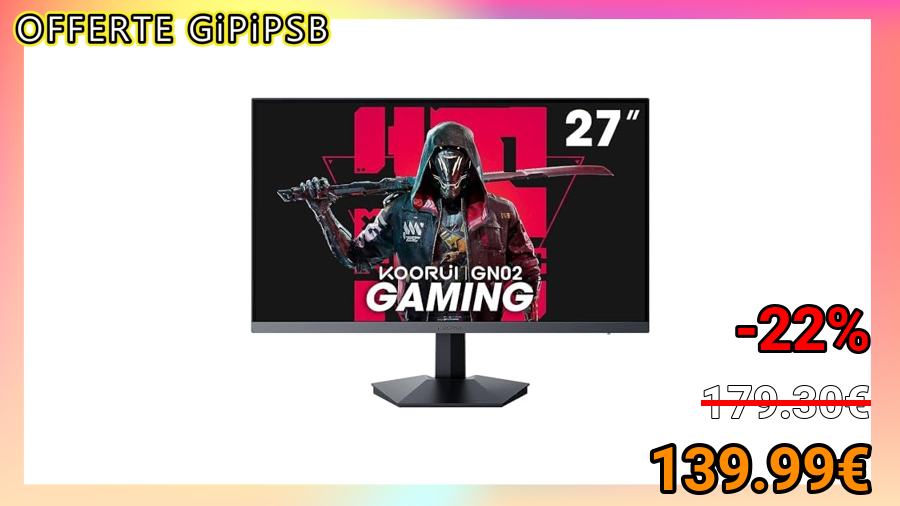 OFFERTE GiPiPSB
27"
KOORUI GN02
GAMING
-22%
179.30€
139.99€